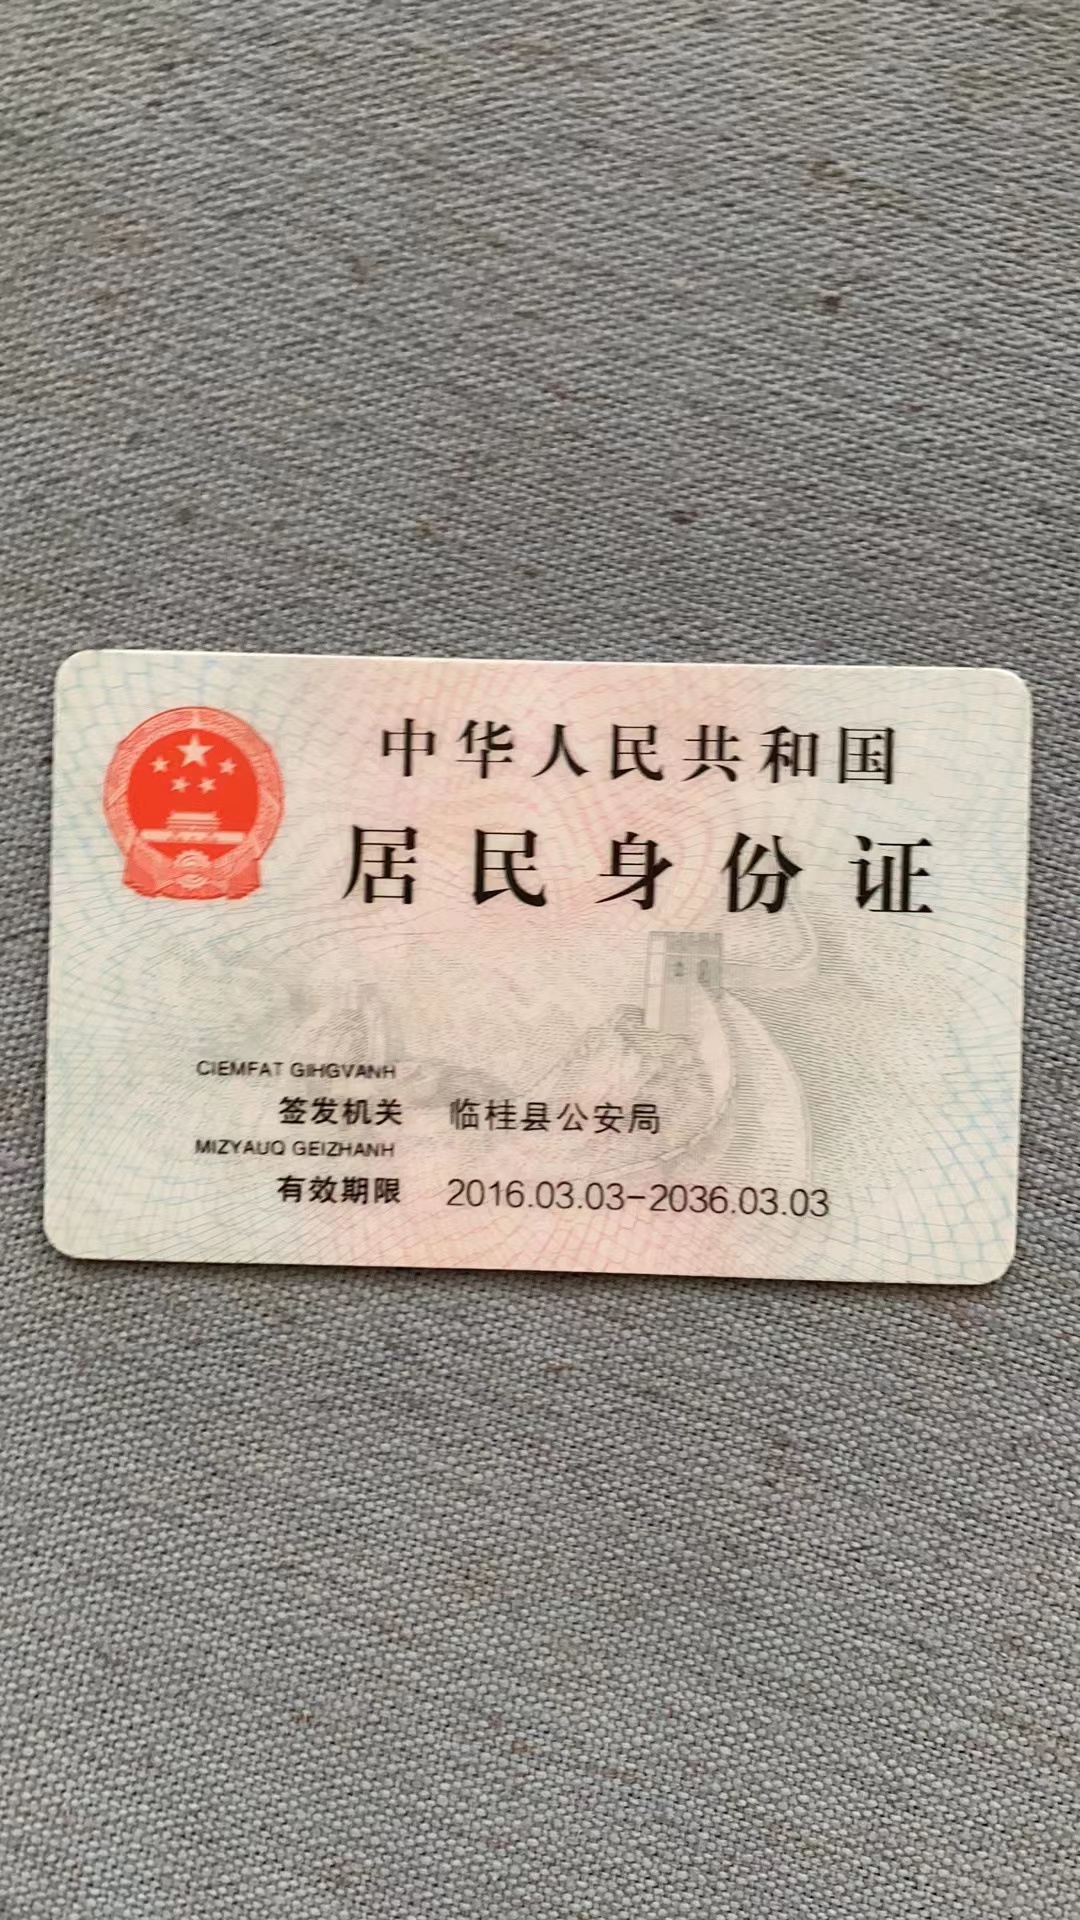 中华人民共和国
居民身份证
CIEMFAT GIHGVANH
签发机关 临桂县公安局
MIZYAUQ GEIZHANH
有效期限 2016.03.03-2036.03.03